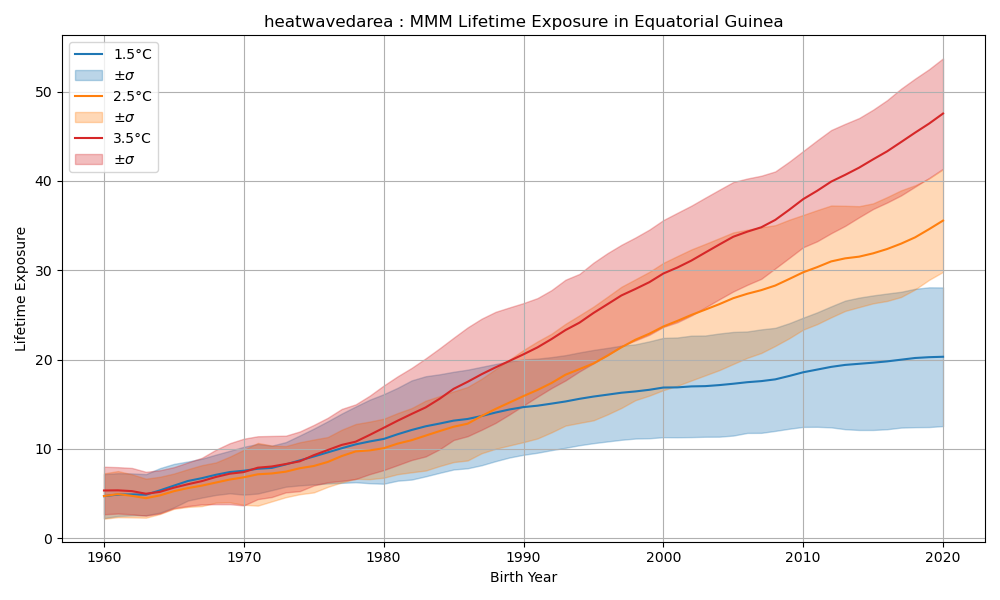 heatwavedarea : MMM Lifetime Exposure in Equatorial Guinea
1.5°C
±σ
2.5°C
±σ
3.5°C
±σ
Lifetime Exposure
50
40
30
20
10
0
1960 1970 1980 1990 2000 2010 2020
Birth Year